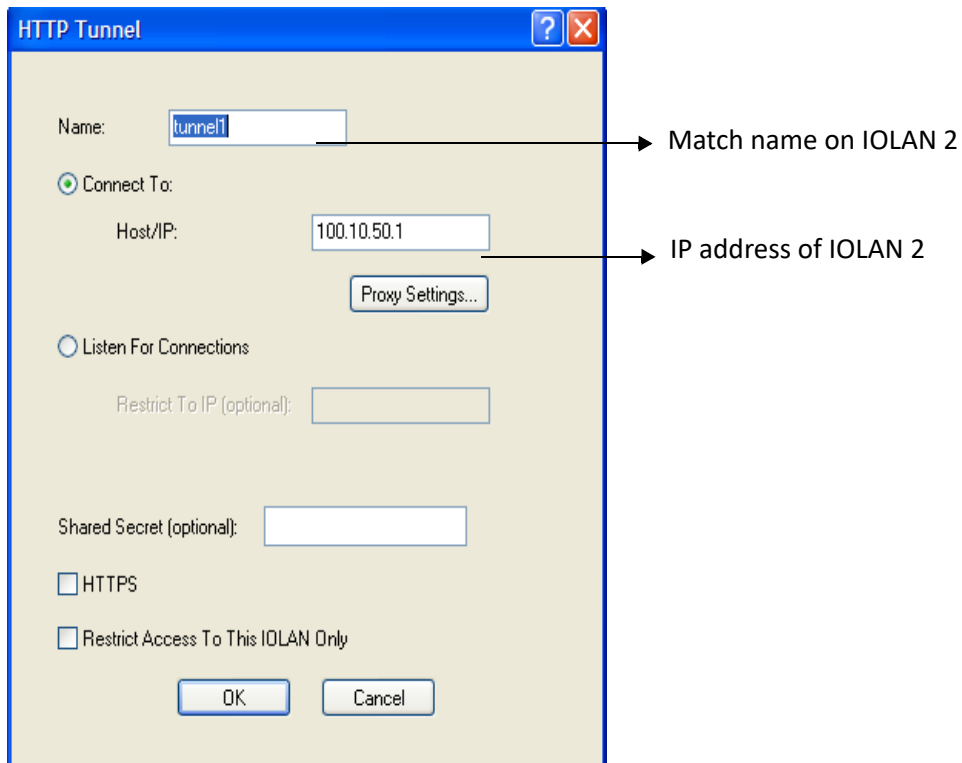 HTTP Tunnel
Name: tunnel1
Match name on IOLAN 2
Connect To:
Host/IP: 100.10.50.1
IP address of IOLAN 2
Proxy Settings...
Listen For Connections
Restrict To IP (optional):
Shared Secret (optional):
HTTPS
Restrict Access To This IOLAN Only
OK Cancel